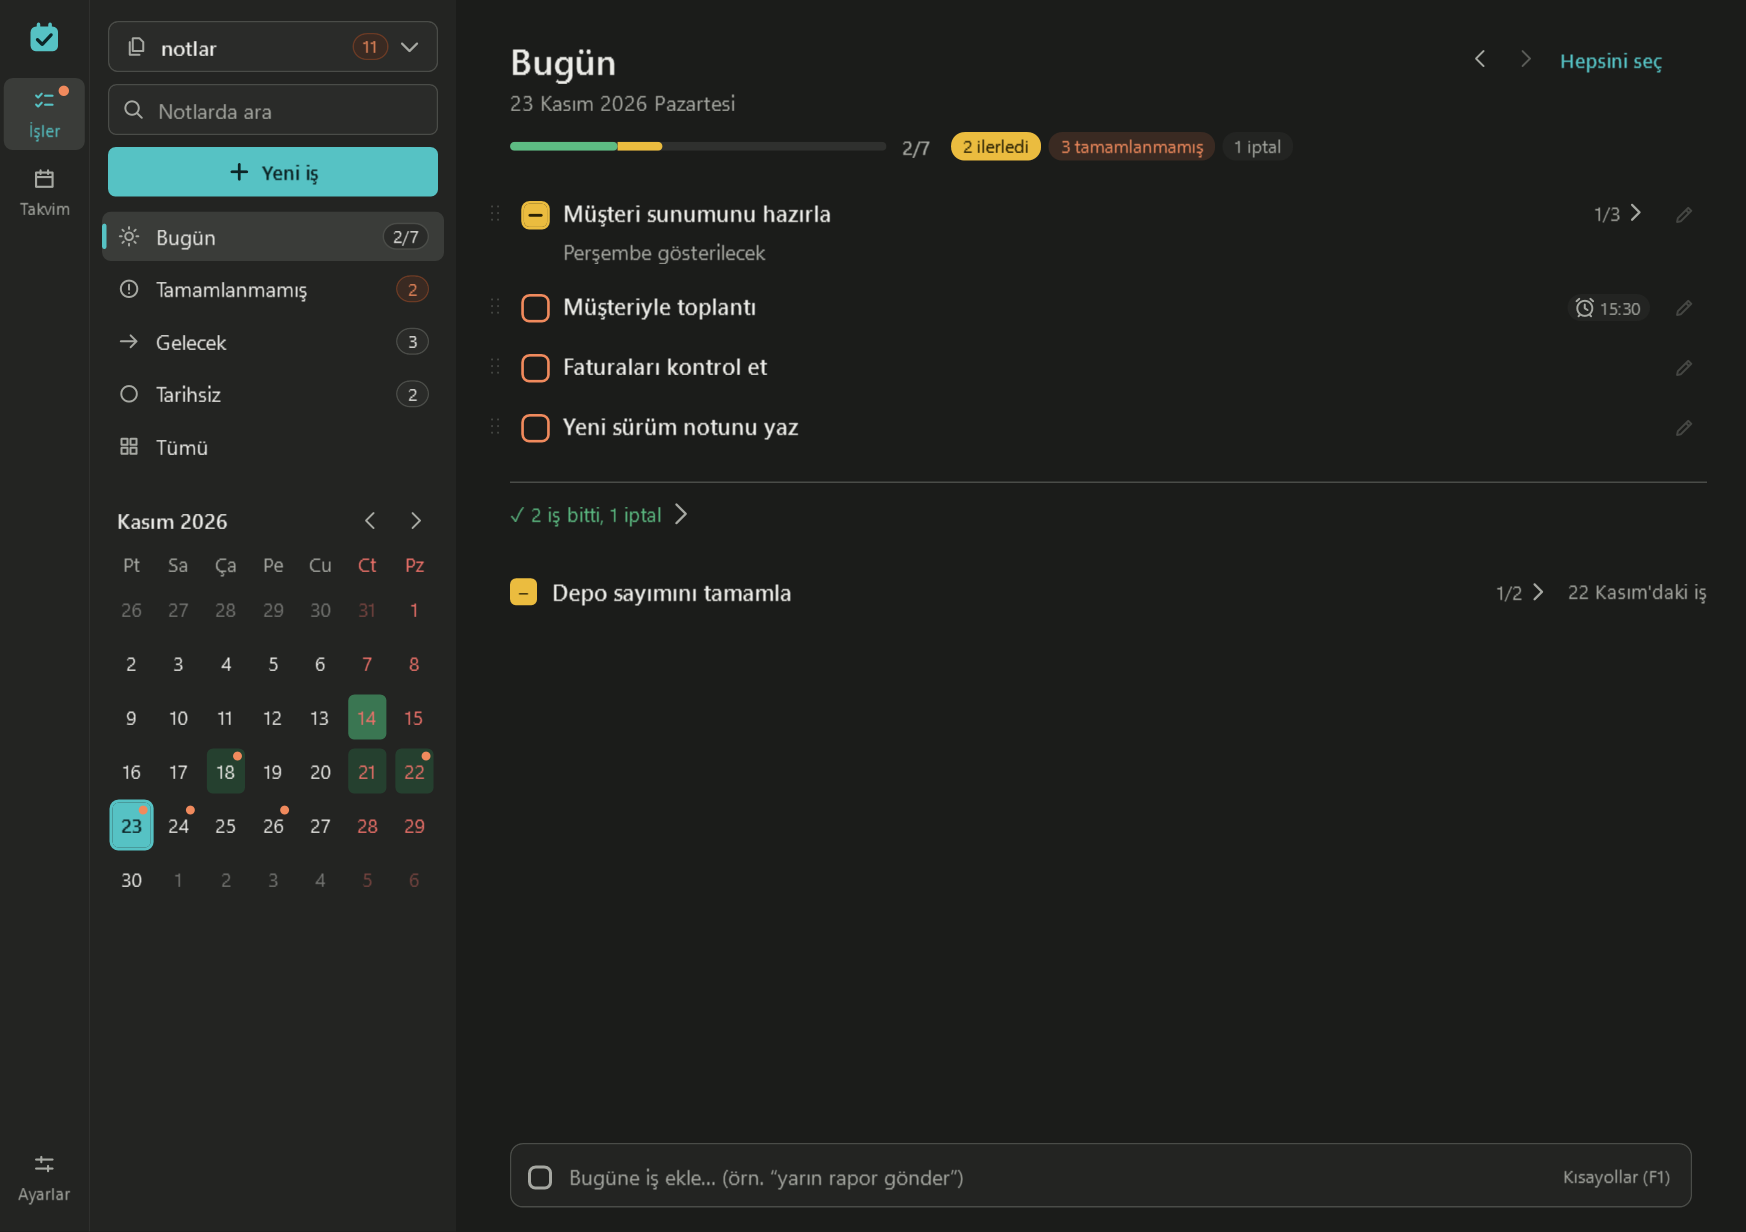 İşler
Takvim
Ayarlar
notlar 11
Notlarda ara
+ Yeni iş
Bugün 2/7
Tamamlanmamış 2
Gelecek 3
Tarihsiz 2
Tümü
Kasım 2026
Pt Sa Ça Pe Cu Ct Pz
26 27 28 29 30 31 1
2 3 4 5 6 7 8
9 10 11 12 13 14 15
16 17 18 19 20 21 22
23 24 25 26 27 28 29
30 1 2 3 4 5 6
Bugün
Hepsini seç
23 Kasım 2026 Pazartesi
2/7 2 ilerledi 3 tamamlanmamış 1 iptal
Müşteri sunumunu hazırla 1/3
Perşembe gösterilecek
Müşteriyle toplantı 15:30
Faturaları kontrol et
Yeni sürüm notunu yaz
✓ 2 iş bitti, 1 iptal
Depo sayımını tamamla 1/2 22 Kasım'daki iş
Bugüne iş ekle... (örn. “yarın rapor gönder”) Kısayollar (F1)